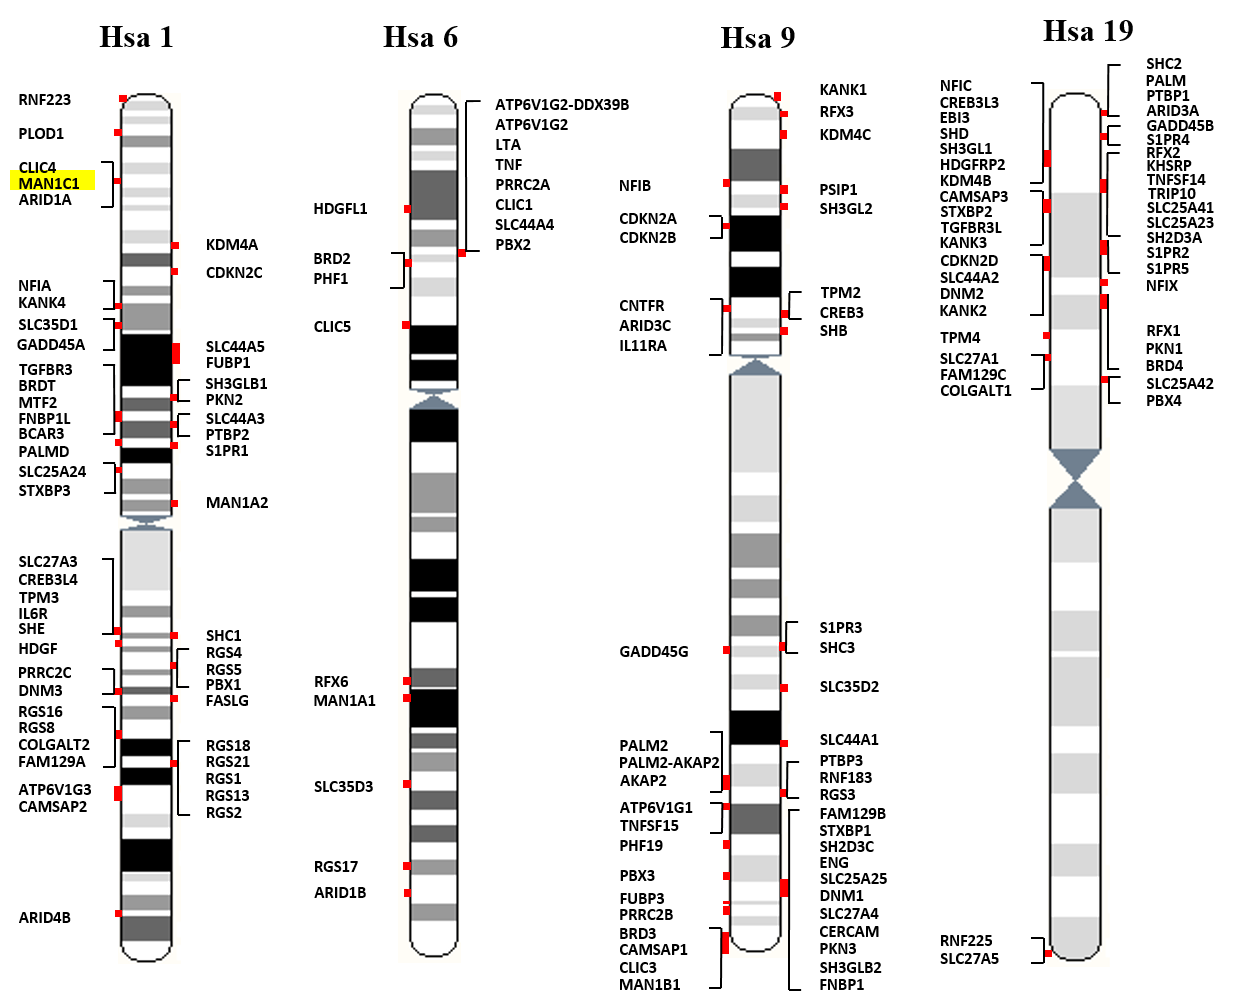 Hsa 1
RNF223
PLOD1
CLIC4
MAN1C1
ARID1A
KDM4A
CDKN2C
NFIA
KANK4
SLC35D1
GADD45A
SLC44A5
FUBP1
TGFBR3
BRDT
MTF2
FNBP1L
BCAR3
SH3GLB1
PKN2
SLC44A3
PTBP2
PALMD
S1PR1
SLC25A24
STXBP3
MAN1A2
SLC27A3
CREB3L4
TPM3
IL6R
SHE
HDGF
SHC1
RGS4
RGS5
PBX1
PRRC2C
DNM3
FASLG
RGS16
RGS8
COLGALT2
FAM129A
RGS18
RGS21
RGS1
RGS13
RGS2
ATP6V1G3
CAMSAP2
ARID4B
Hsa 6
ATP6V1G2-DDX39B
ATP6V1G2
LTA
TNF
PRRC2A
CLIC1
SLC44A4
PBX2
HDGFL1
BRD2
PHF1
CLIC5
RFX6
MAN1A1
SLC35D3
RGS17
ARID1B
Hsa 9
KANK1
RFX3
KDM4C
NFIB
PSIP1
SH3GL2
CDKN2A
CDKN2B
CNTFR
ARID3C
IL11RA
TPM2
CREB3
SHB
S1PR3
SHC3
GADD45G
SLC35D2
SLC44A1
PALM2
PALM2-AKAP2
AKAP2
PTBP3
RNF183
RGS3
ATP6V1G1
TNFSF15
PHF19
PBX3
FUBP3
PRRC2B
BRD3
CAMSAP1
CLIC3
MAN1B1
FAM129B
STXBP1
SH2D3C
ENG
SLC25A25
DNM1
SLC27A4
CERCAM
PKN3
SH3GLB2
FNBP1
Hsa 19
NFIC
CREB3L3
EBI3
SHD
SH3GL1
HDGFRP2
KDM4B
CAMSAP3
STXBP2
TGFBR3L
KANK3
CDKN2D
SLC44A2
DNM2
KANK2
TPM4
SLC27A1
FAM129C
COLGALT1
SHC2
PALM
PTBP1
ARID3A
GADD45B
S1PR4
RFX2
KHSRP
TNFSF14
TRIP10
SLC25A41
SLC25A23
SH2D3A
S1PR2
S1PR5
NFIX
RFX1
PKN1
BRD4
SLC25A42
PBX4
RNF225
SLC27A5